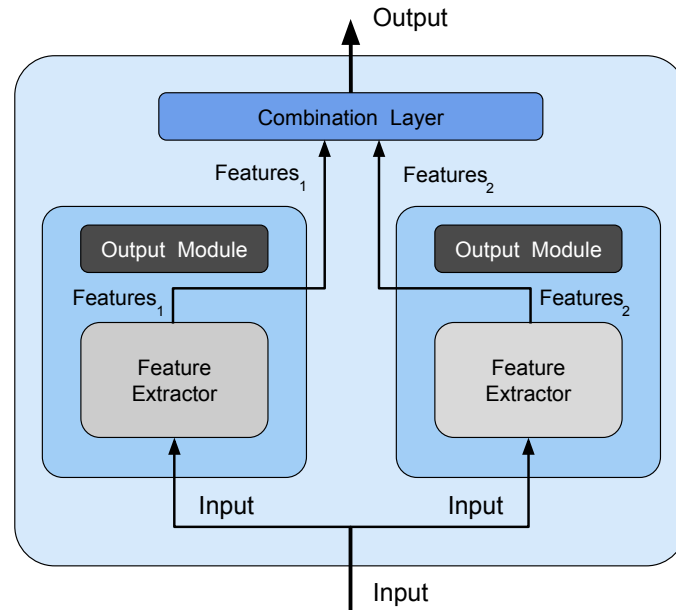 Output
Combination Layer
Features1
Features2
Output Module
Output Module
Features1
Features2
Feature
Extractor
Feature
Extractor
Input
Input
Input